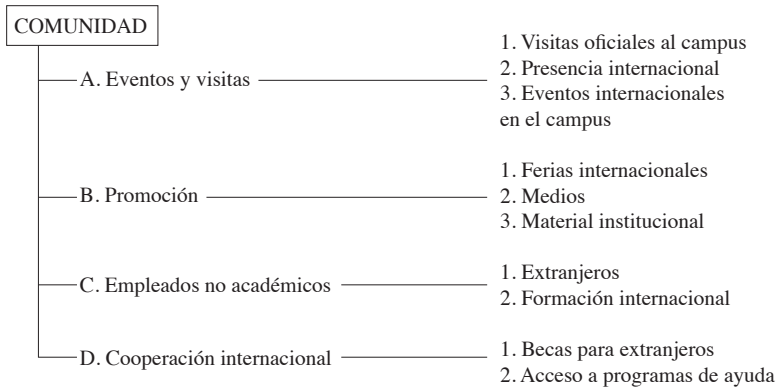 COMUNIDAD
A. Eventos y visitas
1. Visitas oficiales al campus
2. Presencia internacional
3. Eventos internacionales
en el campus
B. Promoción
1. Ferias internacionales
2. Medios
3. Material institucional
C. Empleados no académicos
1. Extranjeros
2. Formación internacional
D. Cooperación internacional
1. Becas para extranjeros
2. Acceso a programas de ayuda